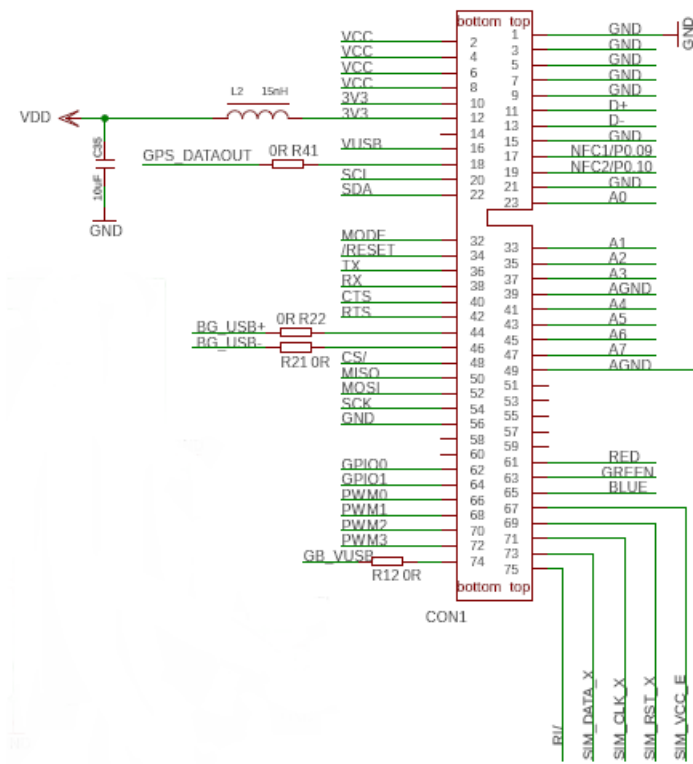 bottom top
VCC 2 1 GND
GND
VCC 4 3 GND
VCC 6 5 GND
VCC 8 7 GND
3V3 10 9 GND
L2 15nH
VDD 3V3 12 11 D+
14 13 D-
VUSB 16 15 GND
C35
10uF
GND
GPS_DATAOUT 0R R41 18 17 NFC1/P0.09
SCL 20 19 NFC2/P0.10
SDA 22 21 GND
23 A0
MODE 32 33 A1
/RESET 34 35 A2
TX 36 37 A3
RX 38 39 AGND
CTS 40 41 A4
RTS 42 43 A5
BG_USB+ 0R R22 44 45 A6
BG_USB- R21 0R 46 47 A7
CS/ 48 49 AGND
MISO 50 51
MOSI 52 53
SCK 54 55
GND 56 57
58 59
60 61 RED
GPIO0 62 63 GREEN
GPIO1 64 65 BLUE
PWM0 66 67
PWM1 68 69
PWM2 70 71
PWM3 72 73
GB_VUSB R12 0R 74 75
bottom top
CON1
RI/
SIM_DATA_X
SIM_CLK_X
SIM_RST_X
SIM_VCC_E